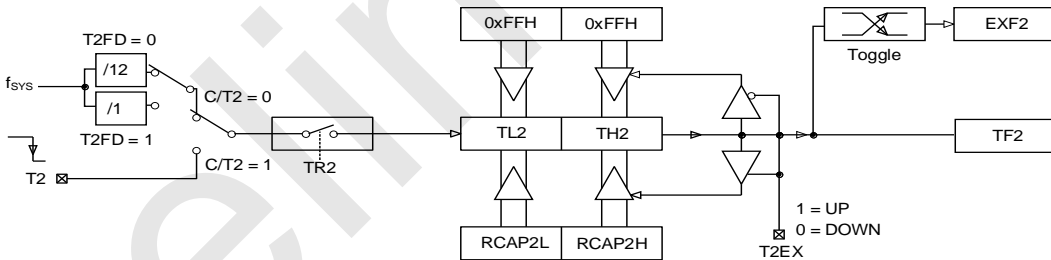 0xFFH 0xFFH EXF2
T2FD = 0
Toggle
/12
fSYS
C/T2 = 0
/1
T2FD = 1
TL2 TH2 TF2
C/T2 = 1
T2
TR2
1 = UP
0 = DOWN
RCAP2L RCAP2H
T2EX